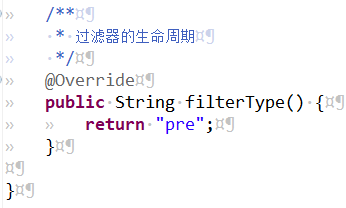 /**
 * 过滤器的生命周期
 */
@Override
public String filterType() {
    return "pre";
}

}